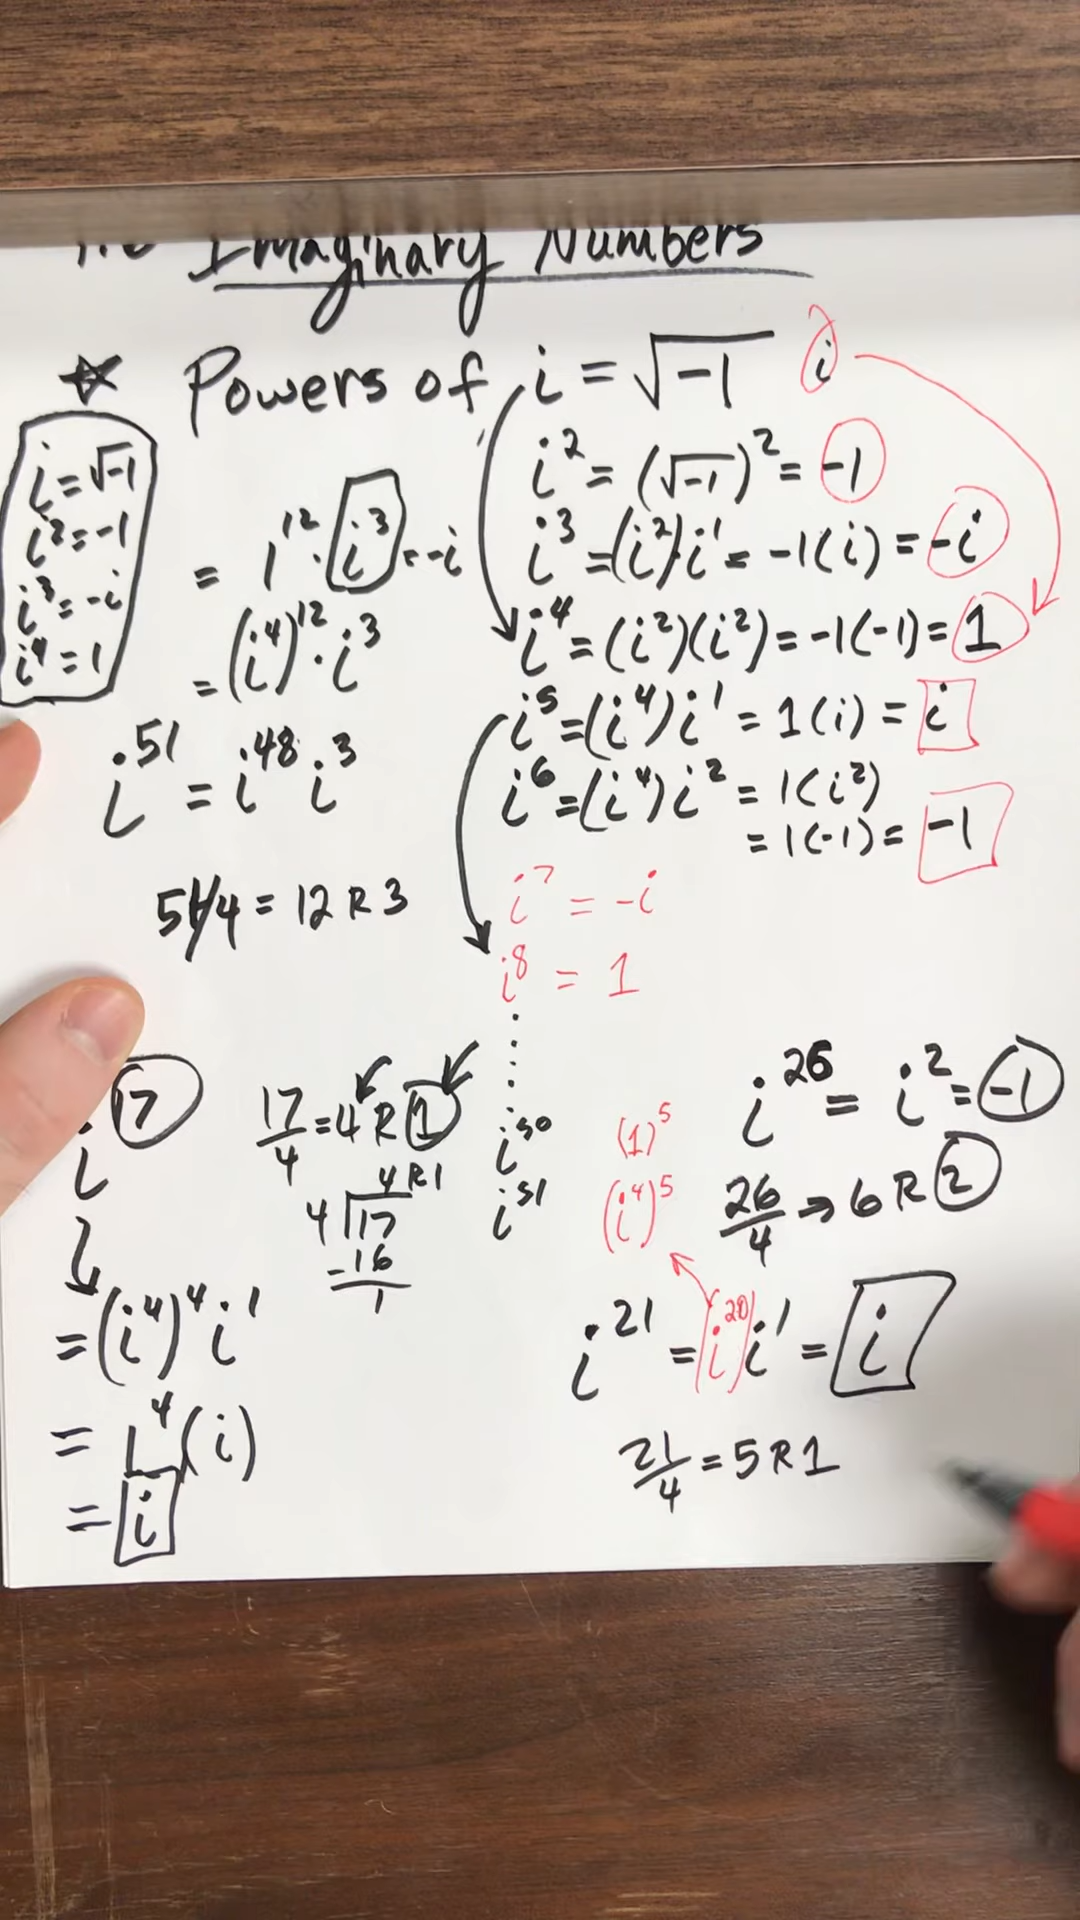 Imaginary Numbers
Powers of i = √-1 i
i = √-1
i² = -1
i³ = -i
i⁴ = 1
i² = (√-1)² = -1
i³ = (i²)·i¹ = -1(i) = -i
i⁴ = (i²)(i²) = -1(-1) = 1
i⁵ = (i⁴)i¹ = 1(i) = i
i⁶ = (i⁴)i² = 1(i²)
= 1(-1) = -1
i⁷ = -i
i⁸ = 1
i⁵⁰
i⁵¹
= 1¹² · i³ = -i
= (i⁴)¹² · i³
i⁵¹ = i⁴⁸ i³
51/4 = 12 R 3
i¹⁷
17/4 = 4 R 1
4 R 1
4 √17
-16
1
= (i⁴)⁴ i¹
= 1⁴(i)
= i
i²⁶ = i² = -1
26/4 → 6 R 2
(1)⁵
(i⁴)⁵
i²¹ = (i²⁰) i¹ = i
21/4 = 5 R 1